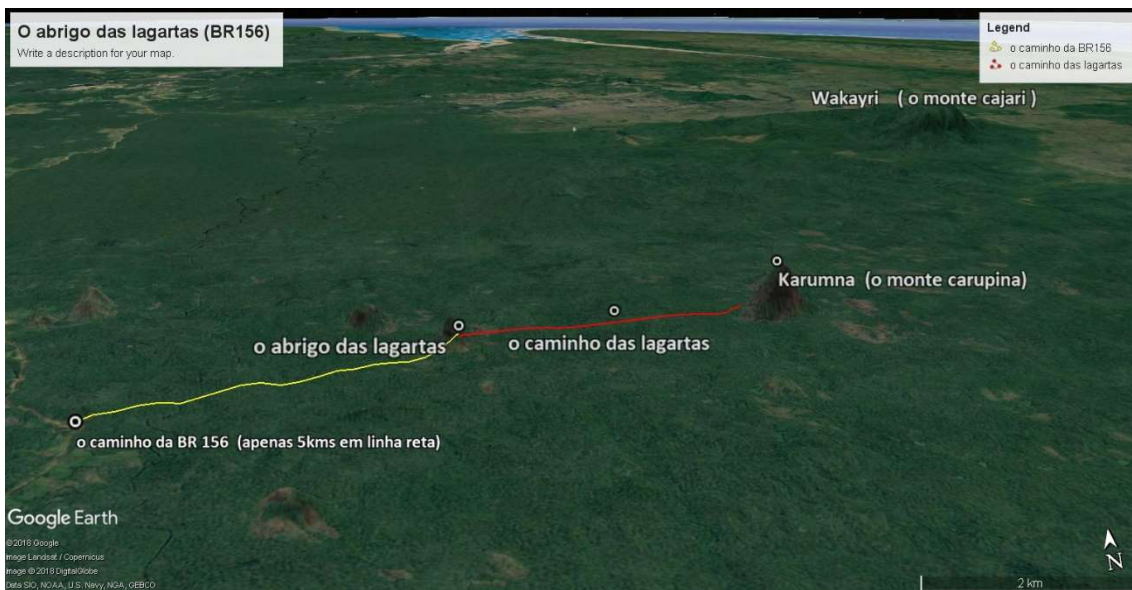 O abrigo das lagartas (BR156)
Write a description for your map.
Legend
o caminho da BR156
o caminho das lagartas
Wakayri ( o monte cajari )
Karumna (o monte carupina)
o abrigo das lagartas
o caminho das lagartas
o caminho da BR 156 (apenas 5kms em linha reta)
Google Earth
©2018 Google
Image Landsat / Copernicus
Image © 2018 DigitalGlobe
Data SIO, NOAA, U.S. Navy, NGA, GEBCO
N
2 km